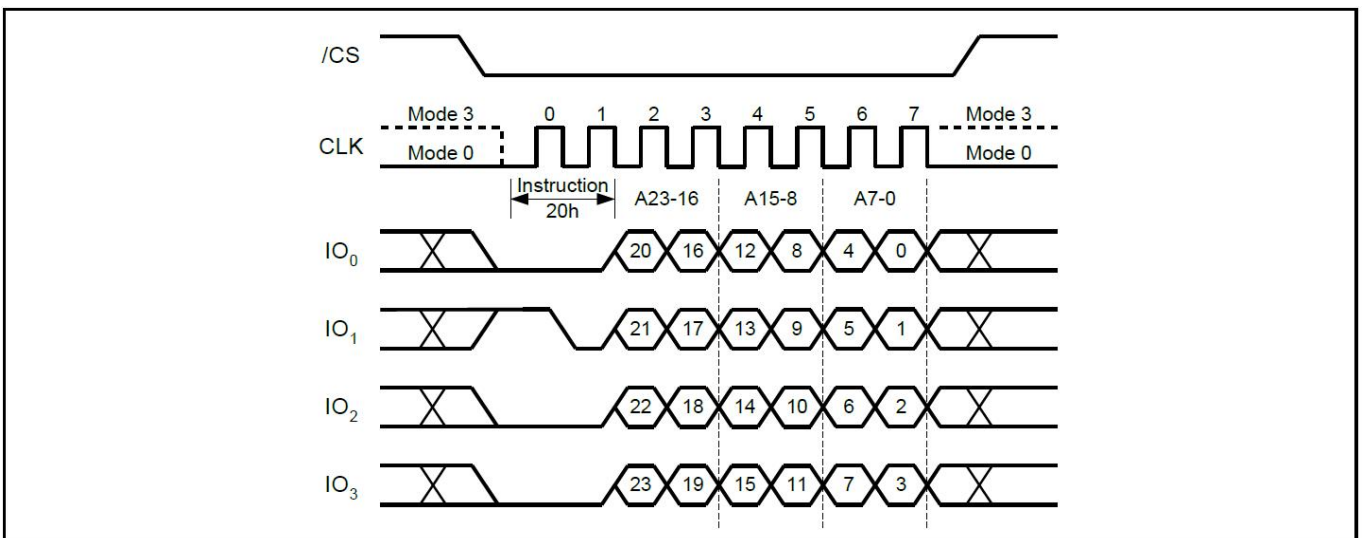 /CS
Mode 3 0 1 2 3 4 5 6 7 Mode 3
CLK Mode 0 Mode 0
Instruction
20h A23-16 A15-8 A7-0
IO0 20 16 12 8 4 0
IO1 21 17 13 9 5 1
IO2 22 18 14 10 6 2
IO3 23 19 15 11 7 3